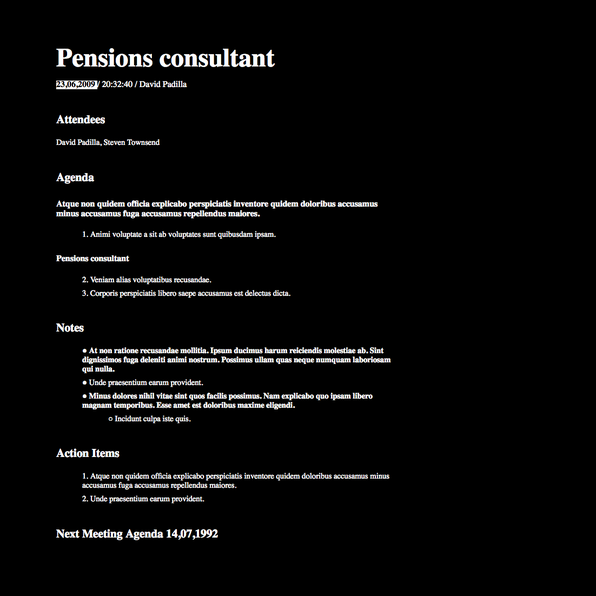 Pensions consultant
23,06,2009 / 20:32:40 / David Padilla
Attendees
David Padilla, Steven Townsend
Agenda
Atque non quidem officia explicabo perspiciatis inventore quidem doloribus accusamus
minus accusamus fuga accusamus repellendus maiores.
1. Animi voluptate a sit ab voluptates sunt quibusdam ipsam.
Pensions consultant
2. Veniam alias voluptatibus recusandae.
3. Corporis perspiciatis libero saepe accusamus est delectus dicta.
Notes
● At non ratione recusandae mollitia. Ipsum ducimus harum reiciendis molestiae ab. Sint
dignissimos fuga deleniti animi nostrum. Possimus ullam quas neque numquam laboriosam
qui nulla.
● Unde praesentium earum provident.
● Minus dolores nihil vitae sint quos facilis possimus. Nam explicabo quo ipsam libero
magnam temporibus. Esse amet est doloribus maxime eligendi.
○ Incidunt culpa iste quis.
Action Items
1. Atque non quidem officia explicabo perspiciatis inventore quidem doloribus accusamus minus
accusamus fuga accusamus repellendus maiores.
2. Unde praesentium earum provident.
Next Meeting Agenda 14,07,1992